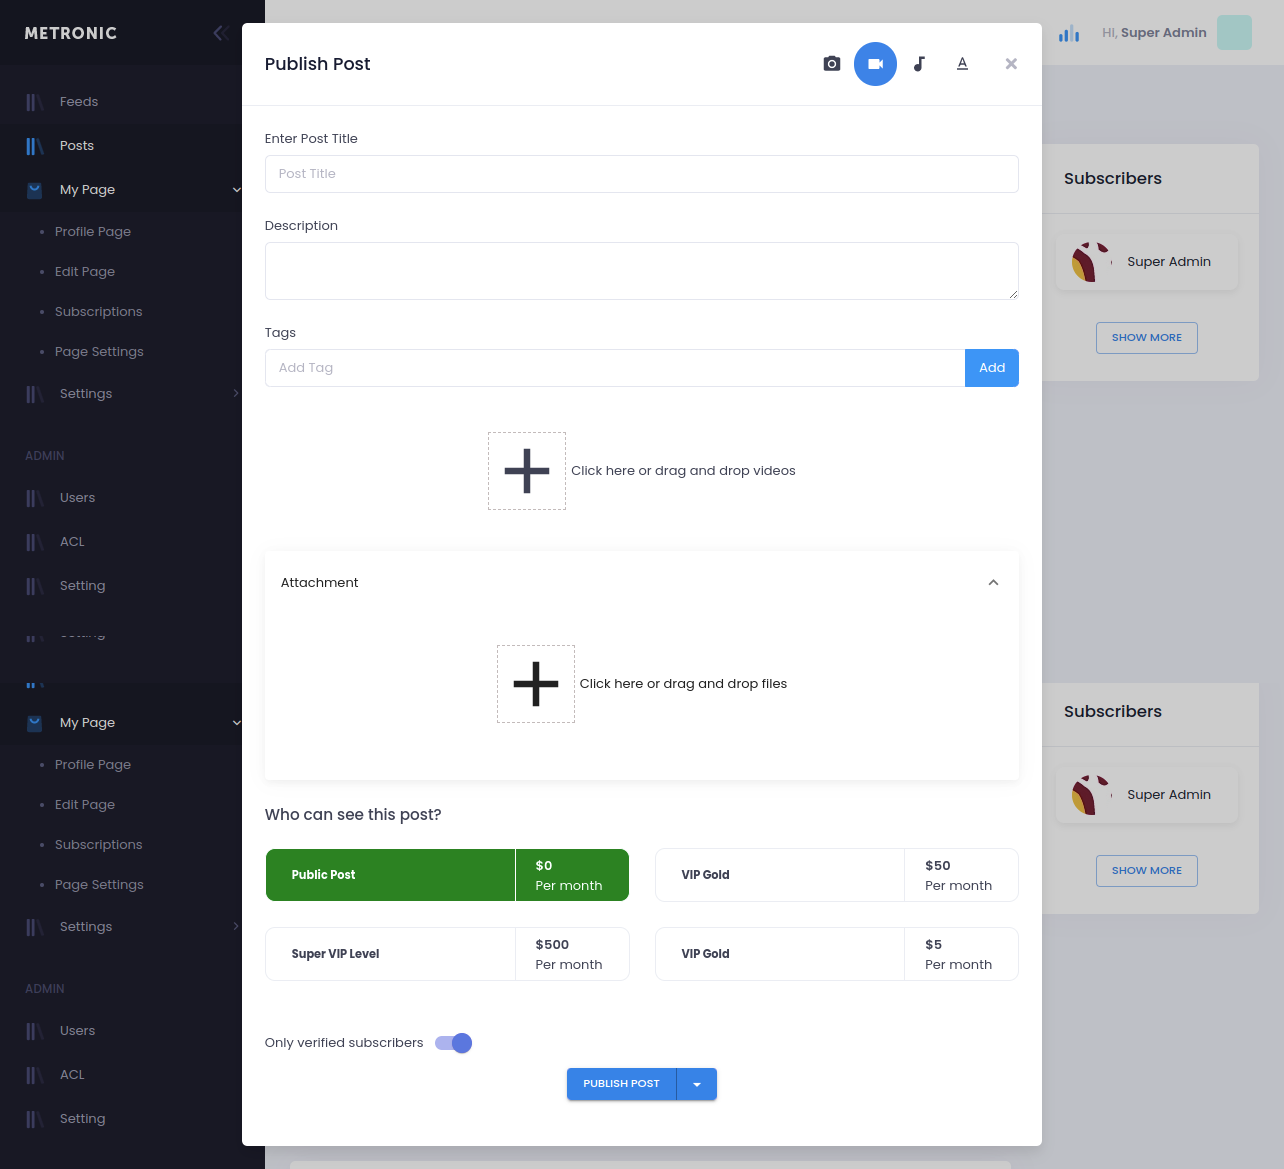 METRONIC
Hi, Super Admin
Feeds
Posts
My Page
Profile Page
Edit Page
Subscriptions
Page Settings
Settings
ADMIN
Users
ACL
Setting
Setting
My Page
Profile Page
Edit Page
Subscriptions
Page Settings
Settings
ADMIN
Users
ACL
Setting
Publish Post
Enter Post Title
Post Title
Description
Tags
Add Tag
Add
Click here or drag and drop videos
Attachment
Click here or drag and drop files
Who can see this post?
Public Post
$0
Per month
VIP Gold
$50
Per month
Super VIP Level
$500
Per month
VIP Gold
$5
Per month
Only verified subscribers
PUBLISH POST
Subscribers
Super Admin
SHOW MORE
Subscribers
Super Admin
SHOW MORE